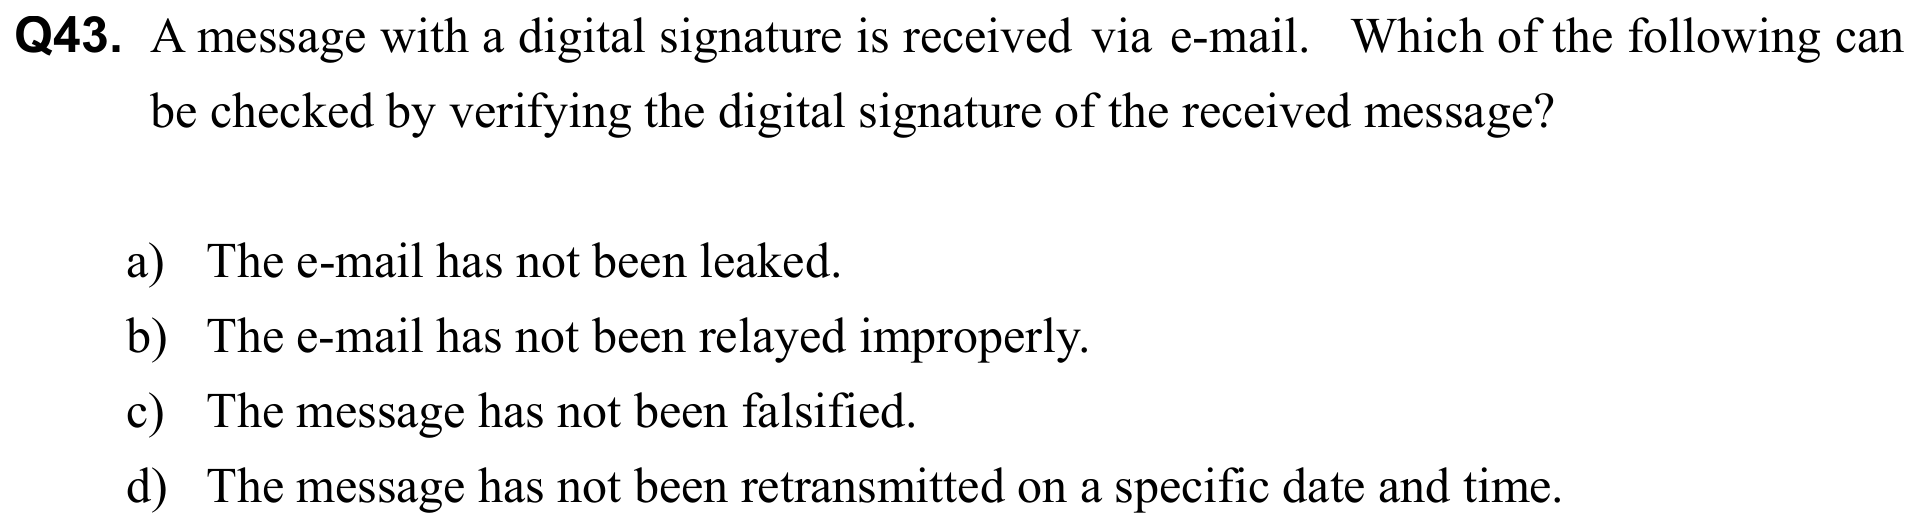 Q43. A message with a digital signature is received via e-mail. Which of the following can
be checked by verifying the digital signature of the received message?
a) The e-mail has not been leaked.
b) The e-mail has not been relayed improperly.
c) The message has not been falsified.
d) The message has not been retransmitted on a specific date and time.